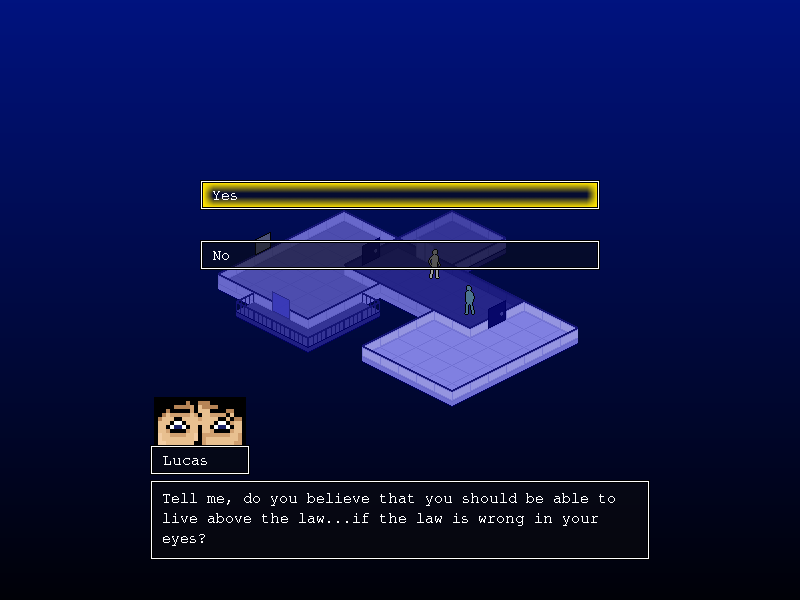 Yes
No
Lucas
Tell me, do you believe that you should be able to
live above the law...if the law is wrong in your
eyes?